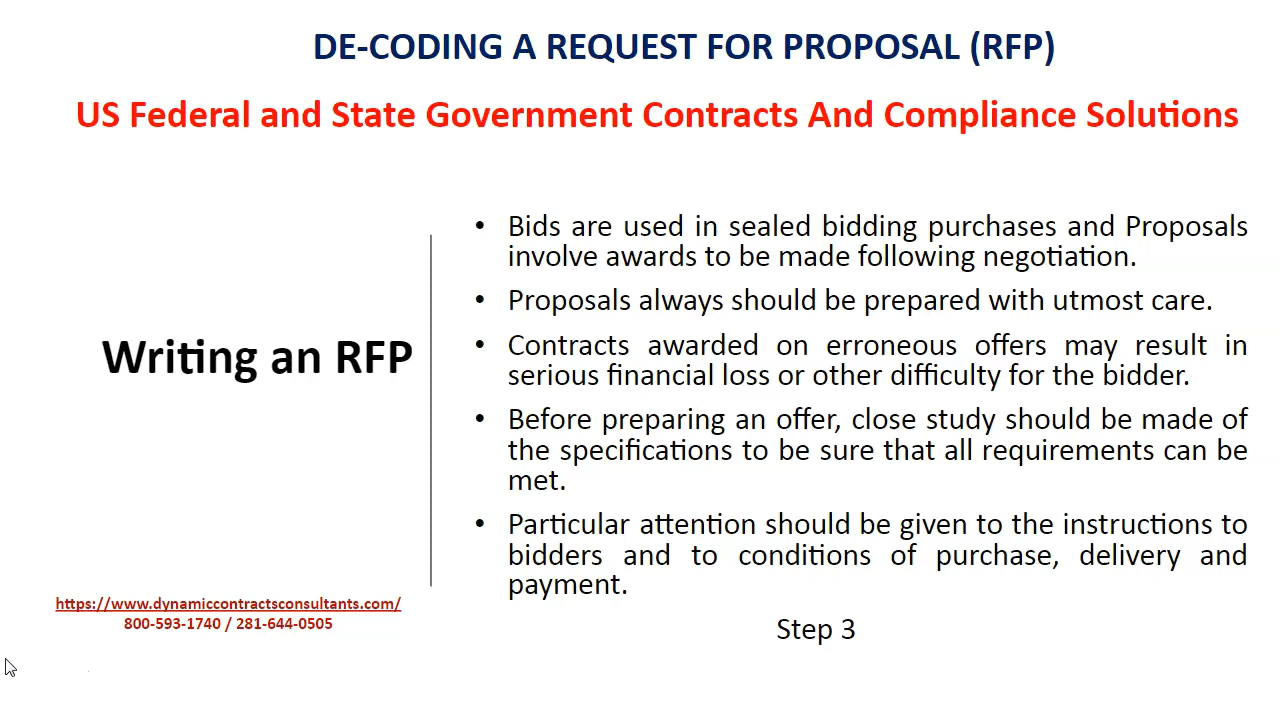 DE-CODING A REQUEST FOR PROPOSAL (RFP)
US Federal and State Government Contracts And Compliance Solutions
Writing an RFP
• Bids are used in sealed bidding purchases and Proposals
involve awards to be made following negotiation.
• Proposals always should be prepared with utmost care.
• Contracts awarded on erroneous offers may result in
serious financial loss or other difficulty for the bidder.
• Before preparing an offer, close study should be made of
the specifications to be sure that all requirements can be
met.
• Particular attention should be given to the instructions to
bidders and to conditions of purchase, delivery and
payment.
https://www.dynamiccontractsconsultants.com/
800-593-1740 / 281-644-0505
Step 3